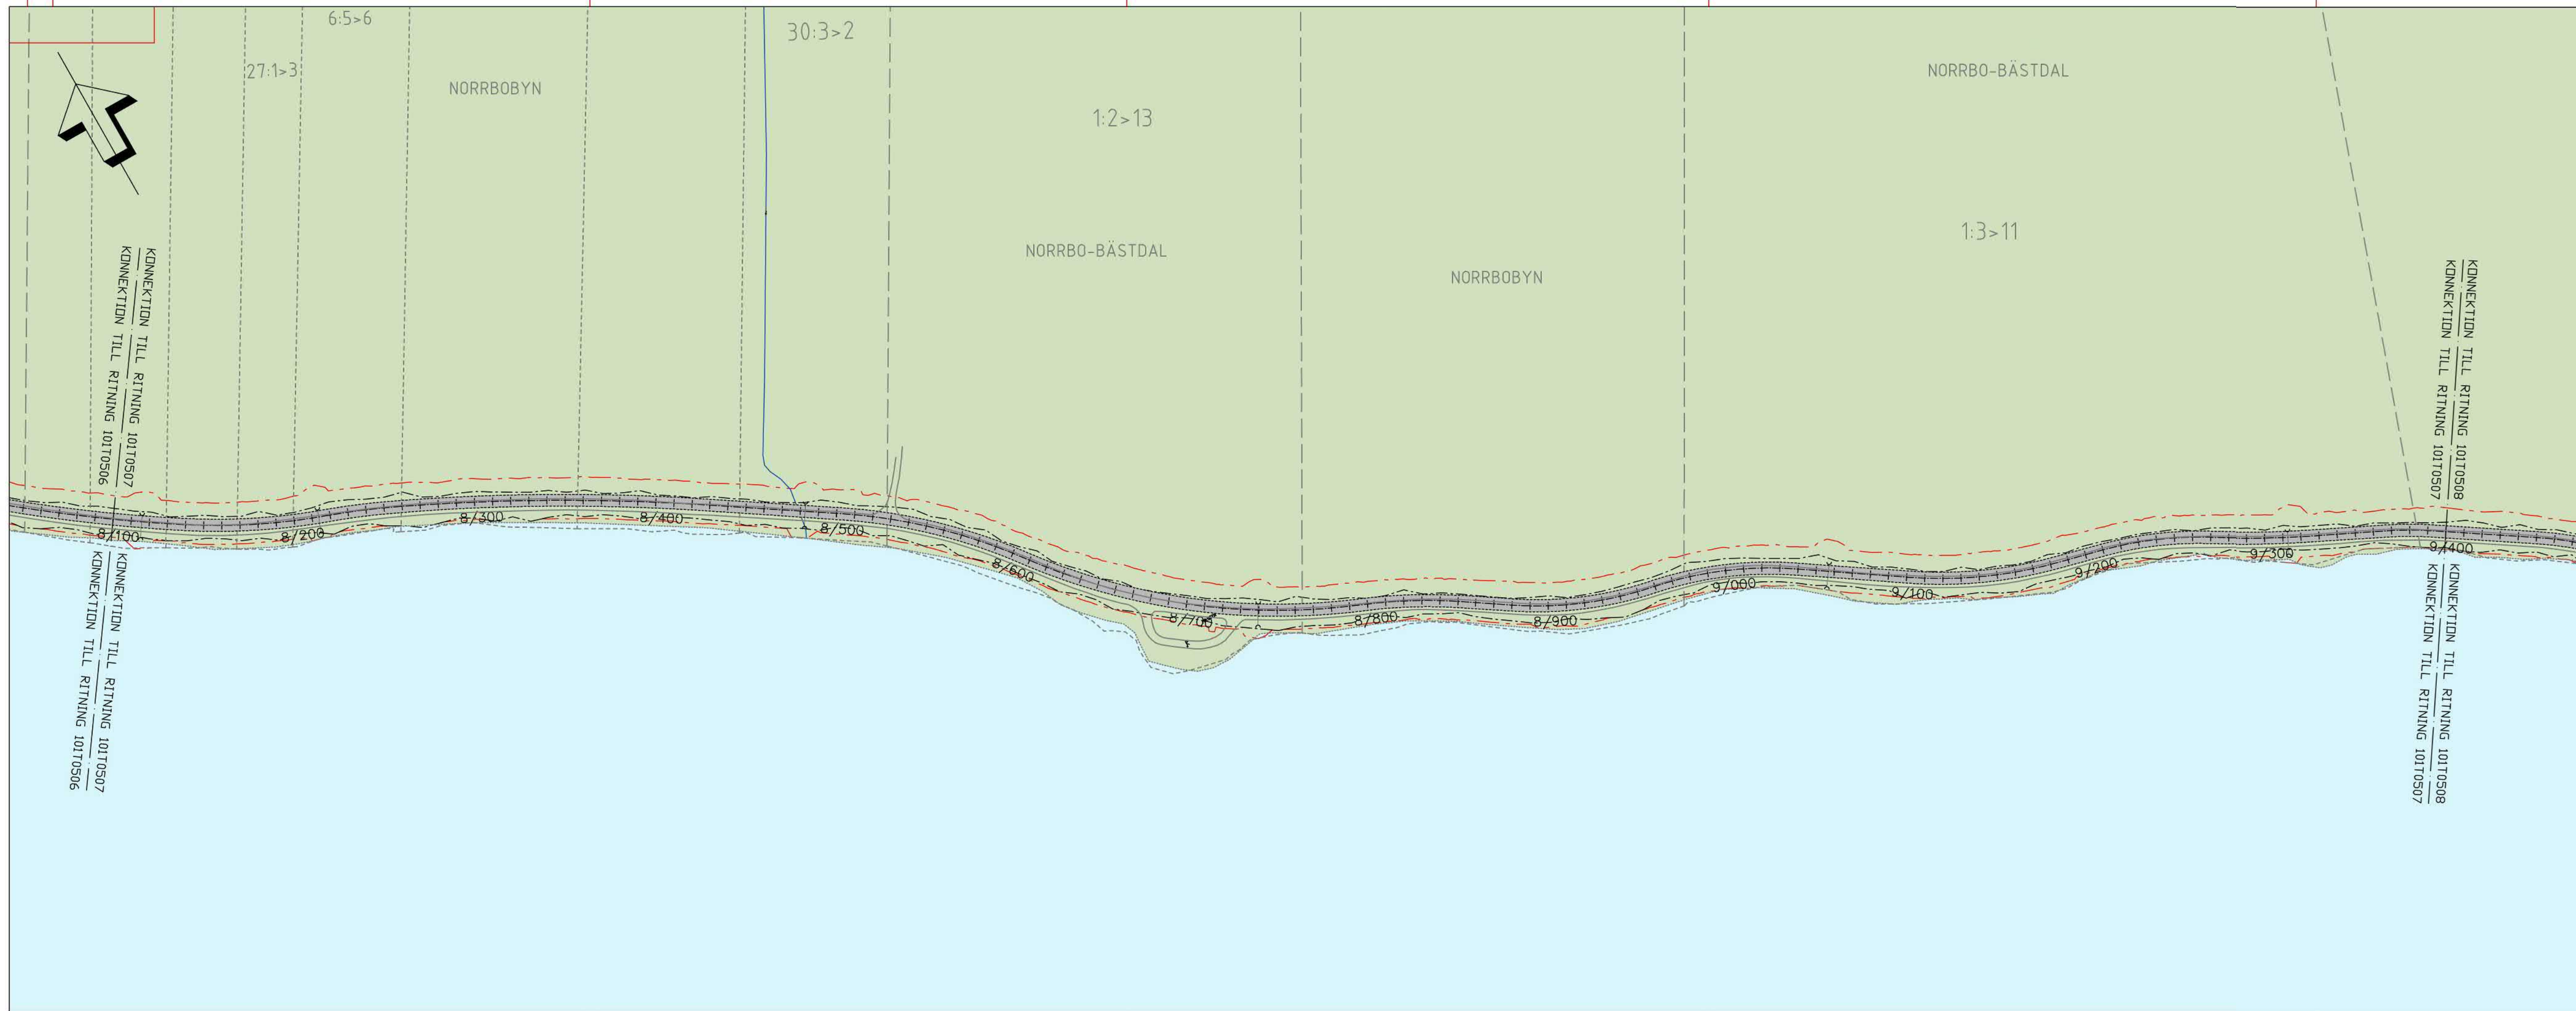 6:5>6
30:3>2
27:1>3
NORRBOBYN
NORRBO-BÄSTDAL
1:2>13
NORRBO-BÄSTDAL
NORRBOBYN
1:3>11
KONNEKTION TILL RITNING 101T0507
KONNEKTION TILL RITNING 101T0506
KONNEKTION TILL RITNING 101T0508
KONNEKTION TILL RITNING 101T0507
8/100
8/200
8/300
8/400
8/500
8/600
8/700
8/800
8/900
9/000
9/100
9/200
9/300
9/400
KONNEKTION TILL RITNING 101T0507
KONNEKTION TILL RITNING 101T0506
KONNEKTION TILL RITNING 101T0508
KONNEKTION TILL RITNING 101T0507